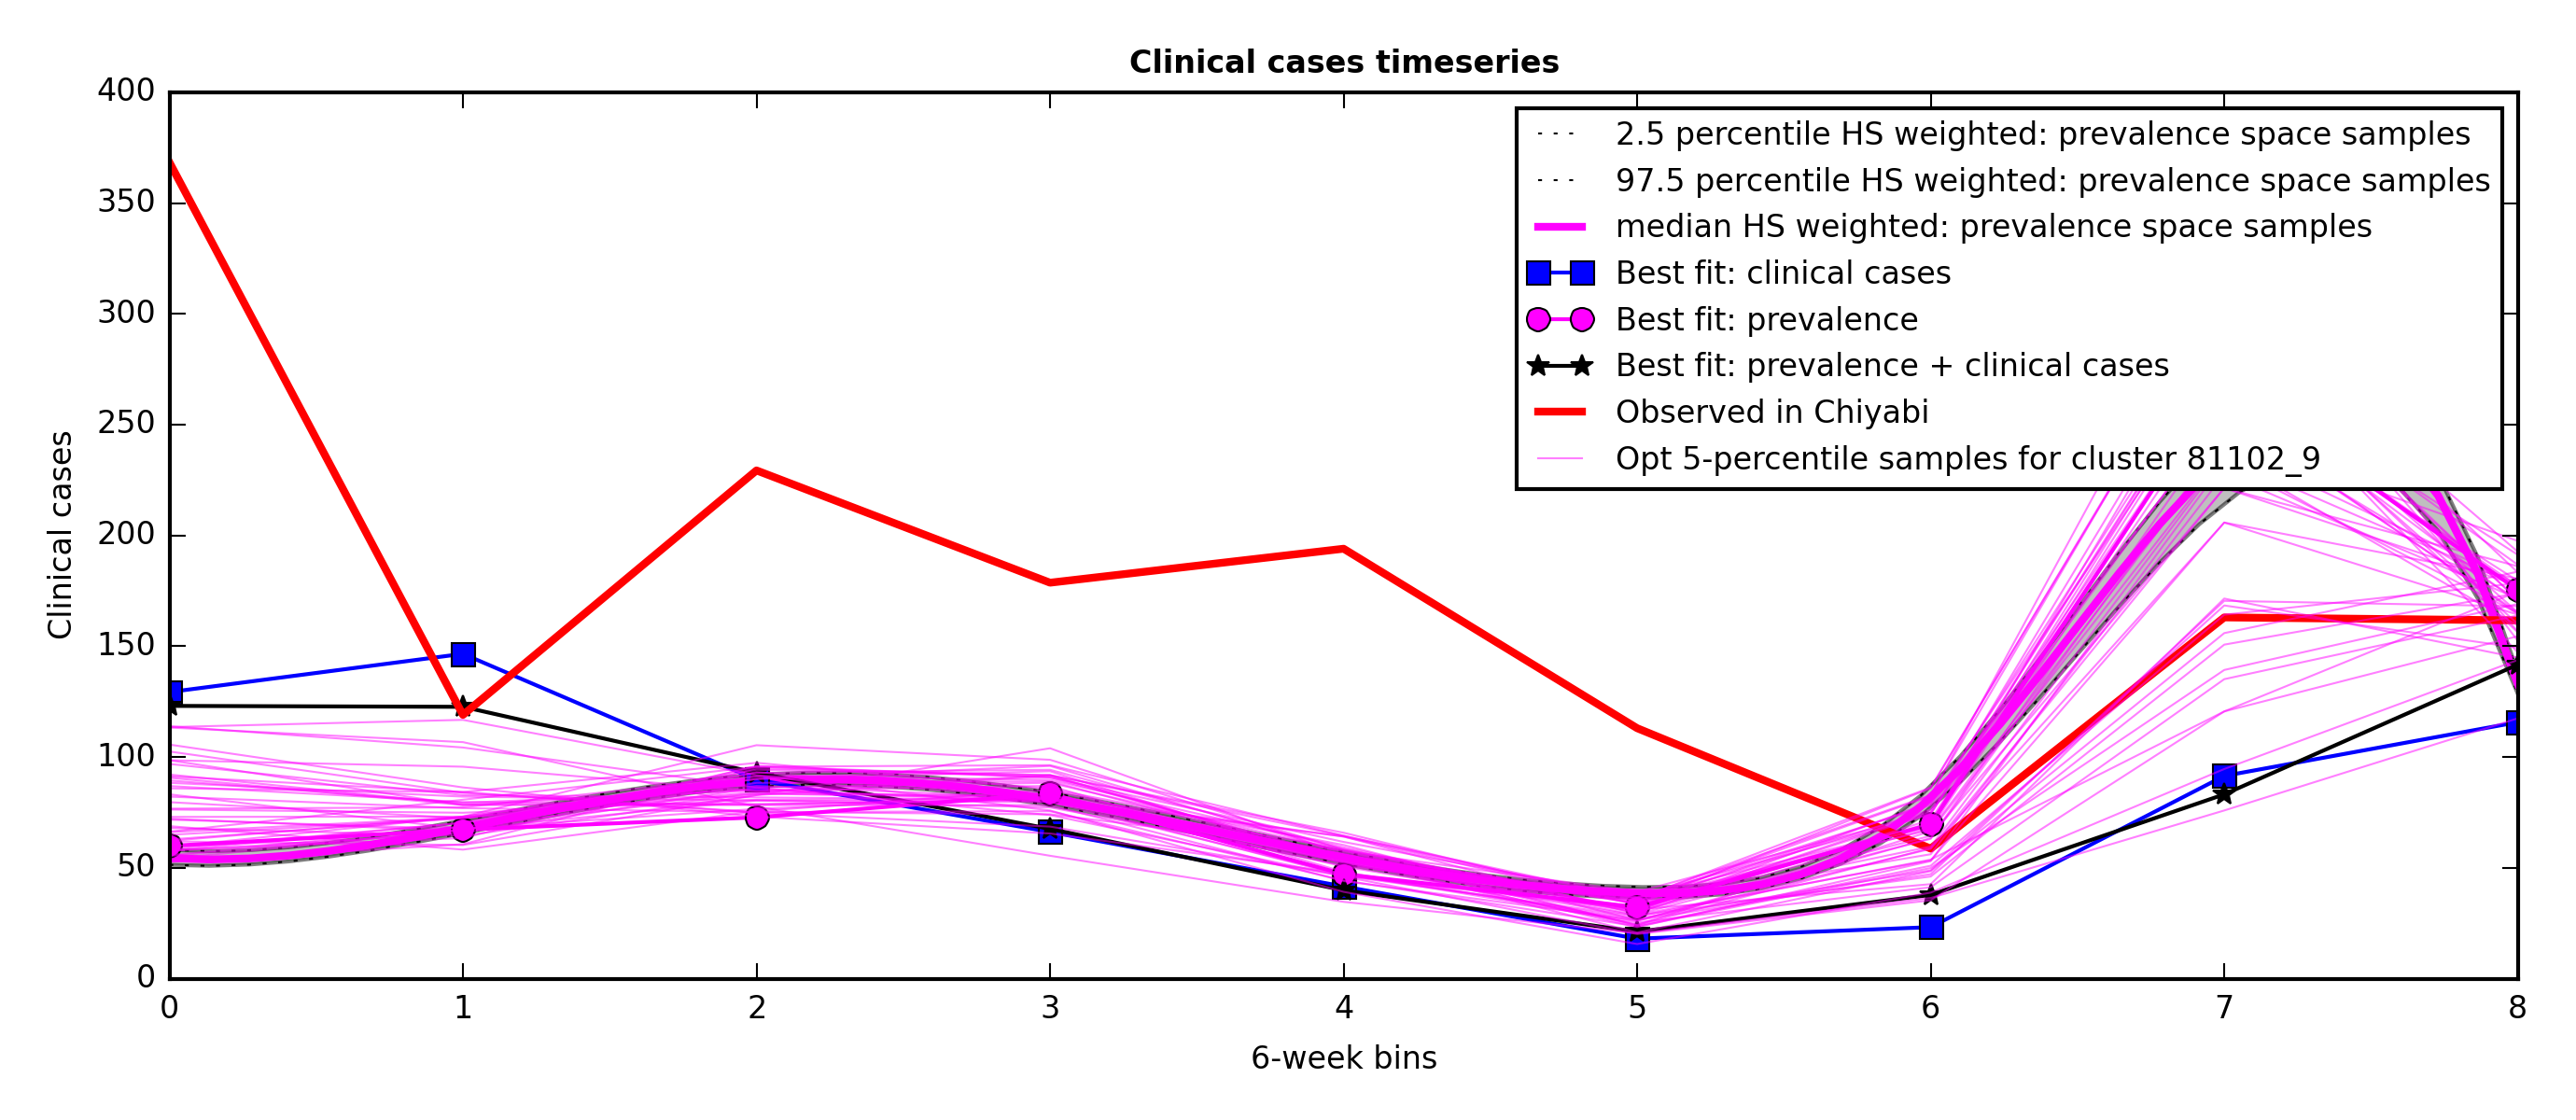 Clinical cases timeseries
400
350
300
250
200
150
100
50
0
Clinical cases
2.5 percentile HS weighted: prevalence space samples
97.5 percentile HS weighted: prevalence space samples
median HS weighted: prevalence space samples
Best fit: clinical cases
Best fit: prevalence
Best fit: prevalence + clinical cases
Observed in Chiyabi
Opt 5-percentile samples for cluster 81102_9
0 1 2 3 4 5 6 7 8
6-week bins